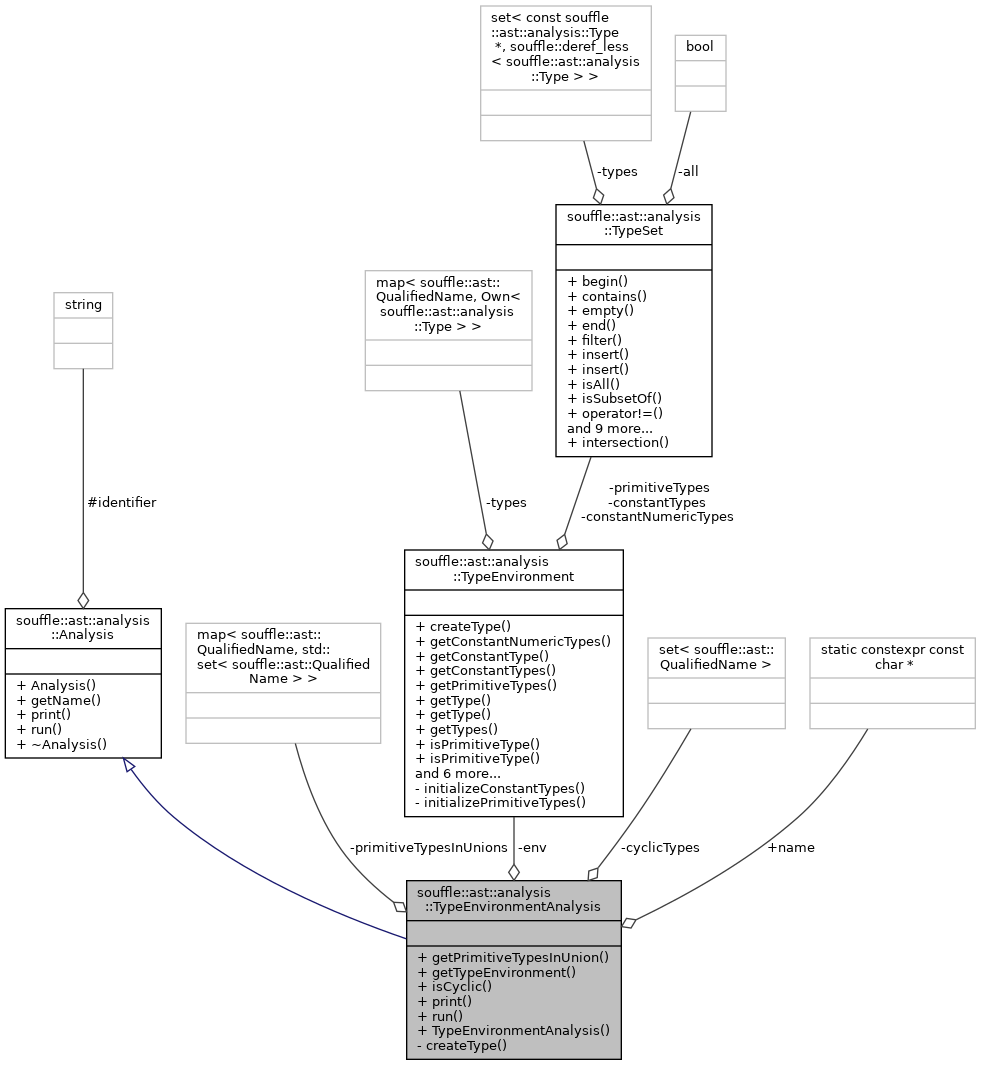 set< const souffle
::ast::analysis::Type
*, souffle::deref_less
< souffle::ast::analysis
::Type > >
bool
-types
-all
souffle::ast::analysis
::TypeSet
+ begin()
+ contains()
+ empty()
+ end()
+ filter()
+ insert()
+ insert()
+ isAll()
+ isSubsetOf()
+ operator!=()
and 9 more...
+ intersection()
map< souffle::ast::
QualifiedName, Own<
souffle::ast::analysis
::Type > >
string
#identifier
-types
-primitiveTypes
-constantTypes
-constantNumericTypes
souffle::ast::analysis
::TypeEnvironment
+ createType()
+ getConstantNumericTypes()
+ getConstantType()
+ getConstantTypes()
+ getPrimitiveTypes()
+ getType()
+ getType()
+ getTypes()
+ isPrimitiveType()
+ isPrimitiveType()
and 6 more...
- initializeConstantTypes()
- initializePrimitiveTypes()
souffle::ast::analysis
::Analysis
+ Analysis()
+ getName()
+ print()
+ run()
+ ~Analysis()
map< souffle::ast::
QualifiedName, std::
set< souffle::ast::Qualified
Name > >
set< souffle::ast::
QualifiedName >
static constexpr const
char *
-primitiveTypesInUnions
-env
-cyclicTypes
+name
souffle::ast::analysis
::TypeEnvironmentAnalysis
+ getPrimitiveTypesInUnion()
+ getTypeEnvironment()
+ isCyclic()
+ print()
+ run()
+ TypeEnvironmentAnalysis()
- createType()